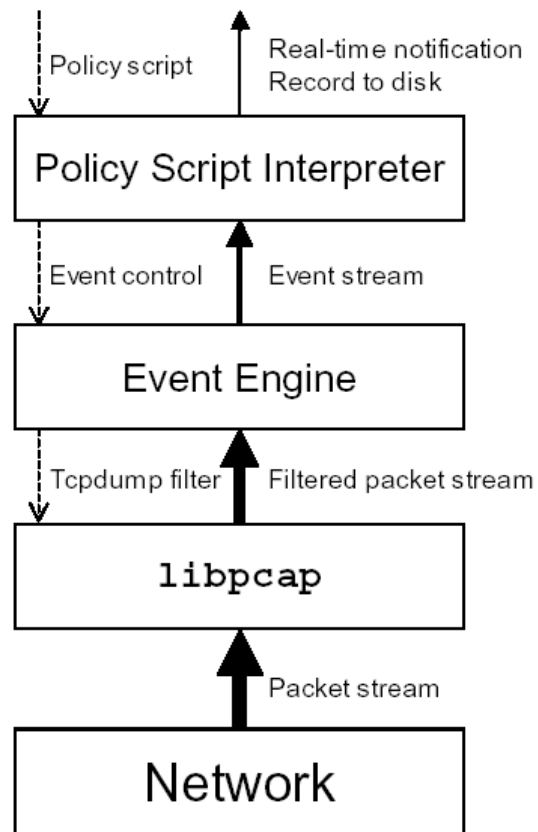 Policy script
Real-time notification
Record to disk
Policy Script Interpreter
Event control
Event stream
Event Engine
Tcpdump filter
Filtered packet stream
libpcap
Packet stream
Network